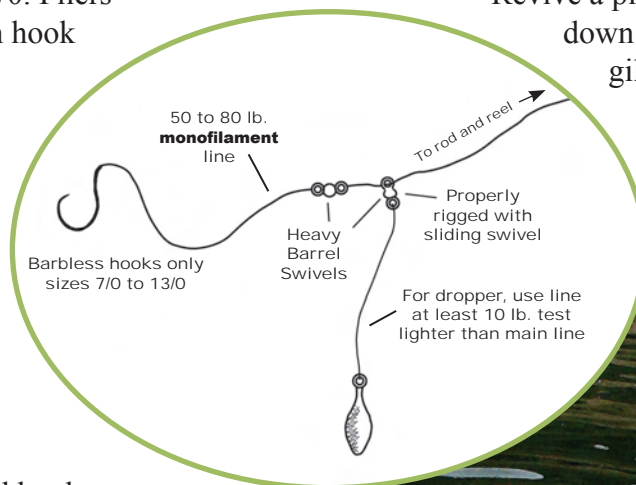 Pliers
hook
down
50 to 80 lb.
monofilament
line
To rod and reel
Properly
rigged with
sliding swivel
Heavy
Barrel
Swivels
Barbless hooks only
sizes 7/0 to 13/0
For dropper, use line
at least 10 lb. test
lighter than main line